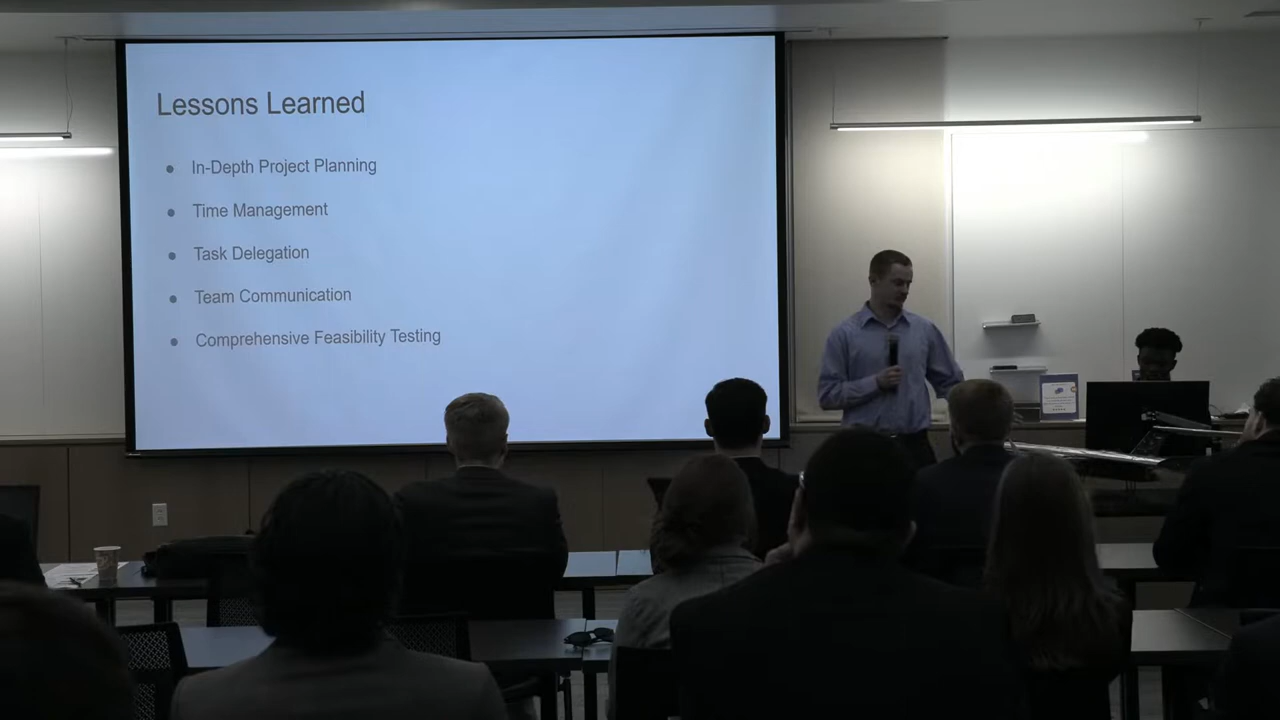 Lessons Learned
In-Depth Project Planning
Time Management
Task Delegation
Team Communication
Comprehensive Feasibility Testing